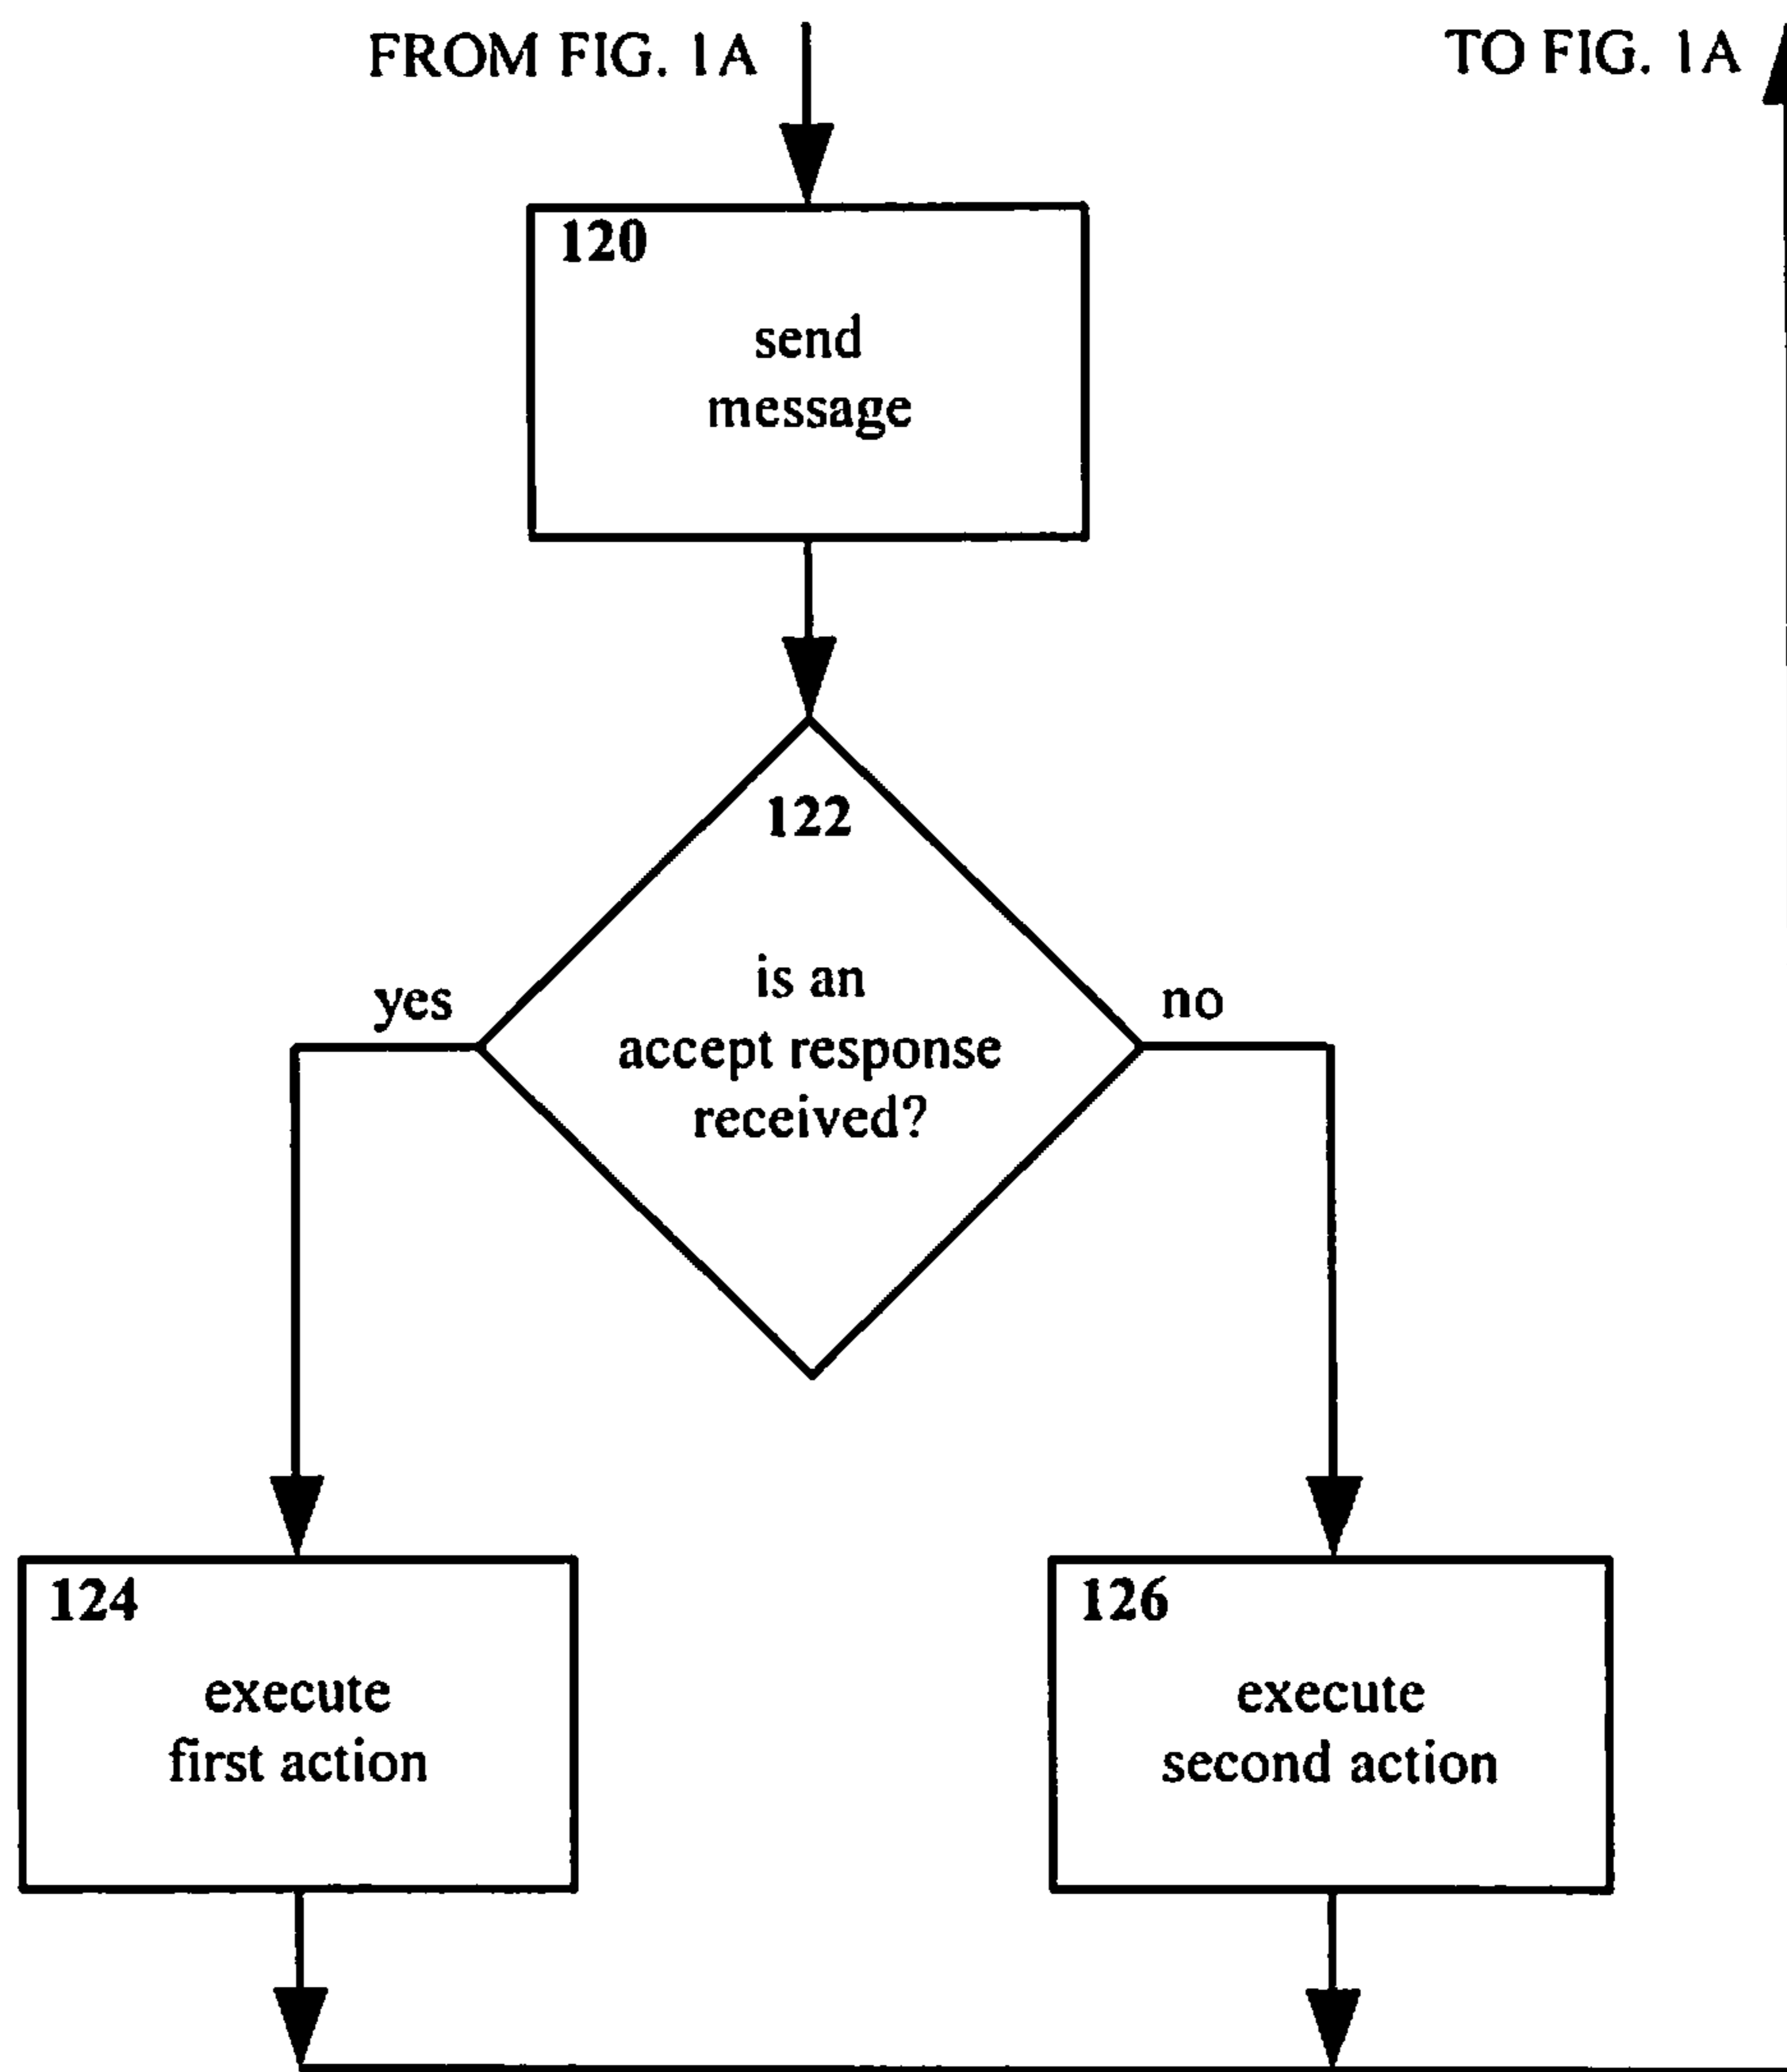 FROM FIG. 1A
TO FIG. 1A
120
send
message
122
is an
accept response
received?
yes
no
124
execute
first action
126
execute
second action